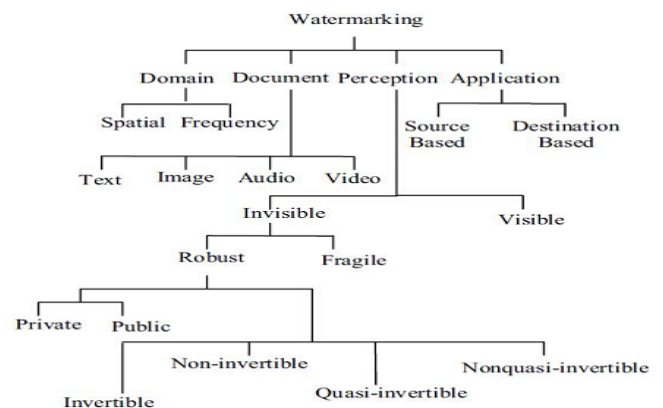 Watermarking
Domain Document Perception Application
Spatial Frequency
Source Based
Destination Based
Text Image Audio Video
Invisible
Visible
Robust
Fragile
Private Public
Non-invertible
Nonquasi-invertible
Quasi-invertible
Invertible